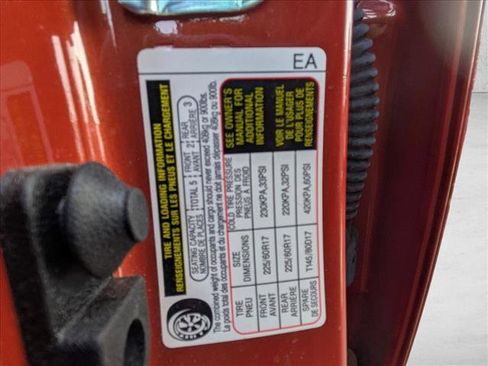 EA
TIRE AND LOADING INFORMATION
RENSEIGNEMENTS SUR LES PNEUS ET LE CHARGEMENT
SEATING CAPACITY TOTAL 5 FRONT 2 REAR 3
NOMBRE DE PLACES AVANT ARRIÈRE
The combined weight of occupants and cargo should never exceed 408kg or 900lbs.
Le poids total des occupants et du chargement ne doit jamais dépasser 408kg ou 900lb.
TIRE SIZE COLD TIRE PRESSURE SEE OWNER'S
PNEU DIMENSIONS PRESSION DES MANUAL FOR
PNEUS À FROID ADDITIONAL
INFORMATION
FRONT 225/60R17 230KPA,33PSI
AVANT
REAR 225/60R17 220KPA,32PSI VOIR LE MANUEL
ARRIÈRE DE L'USAGER
SPARE T145/80D17 420KPA,60PSI POUR PLUS DE
DE SECOURS RENSEIGNEMENTS